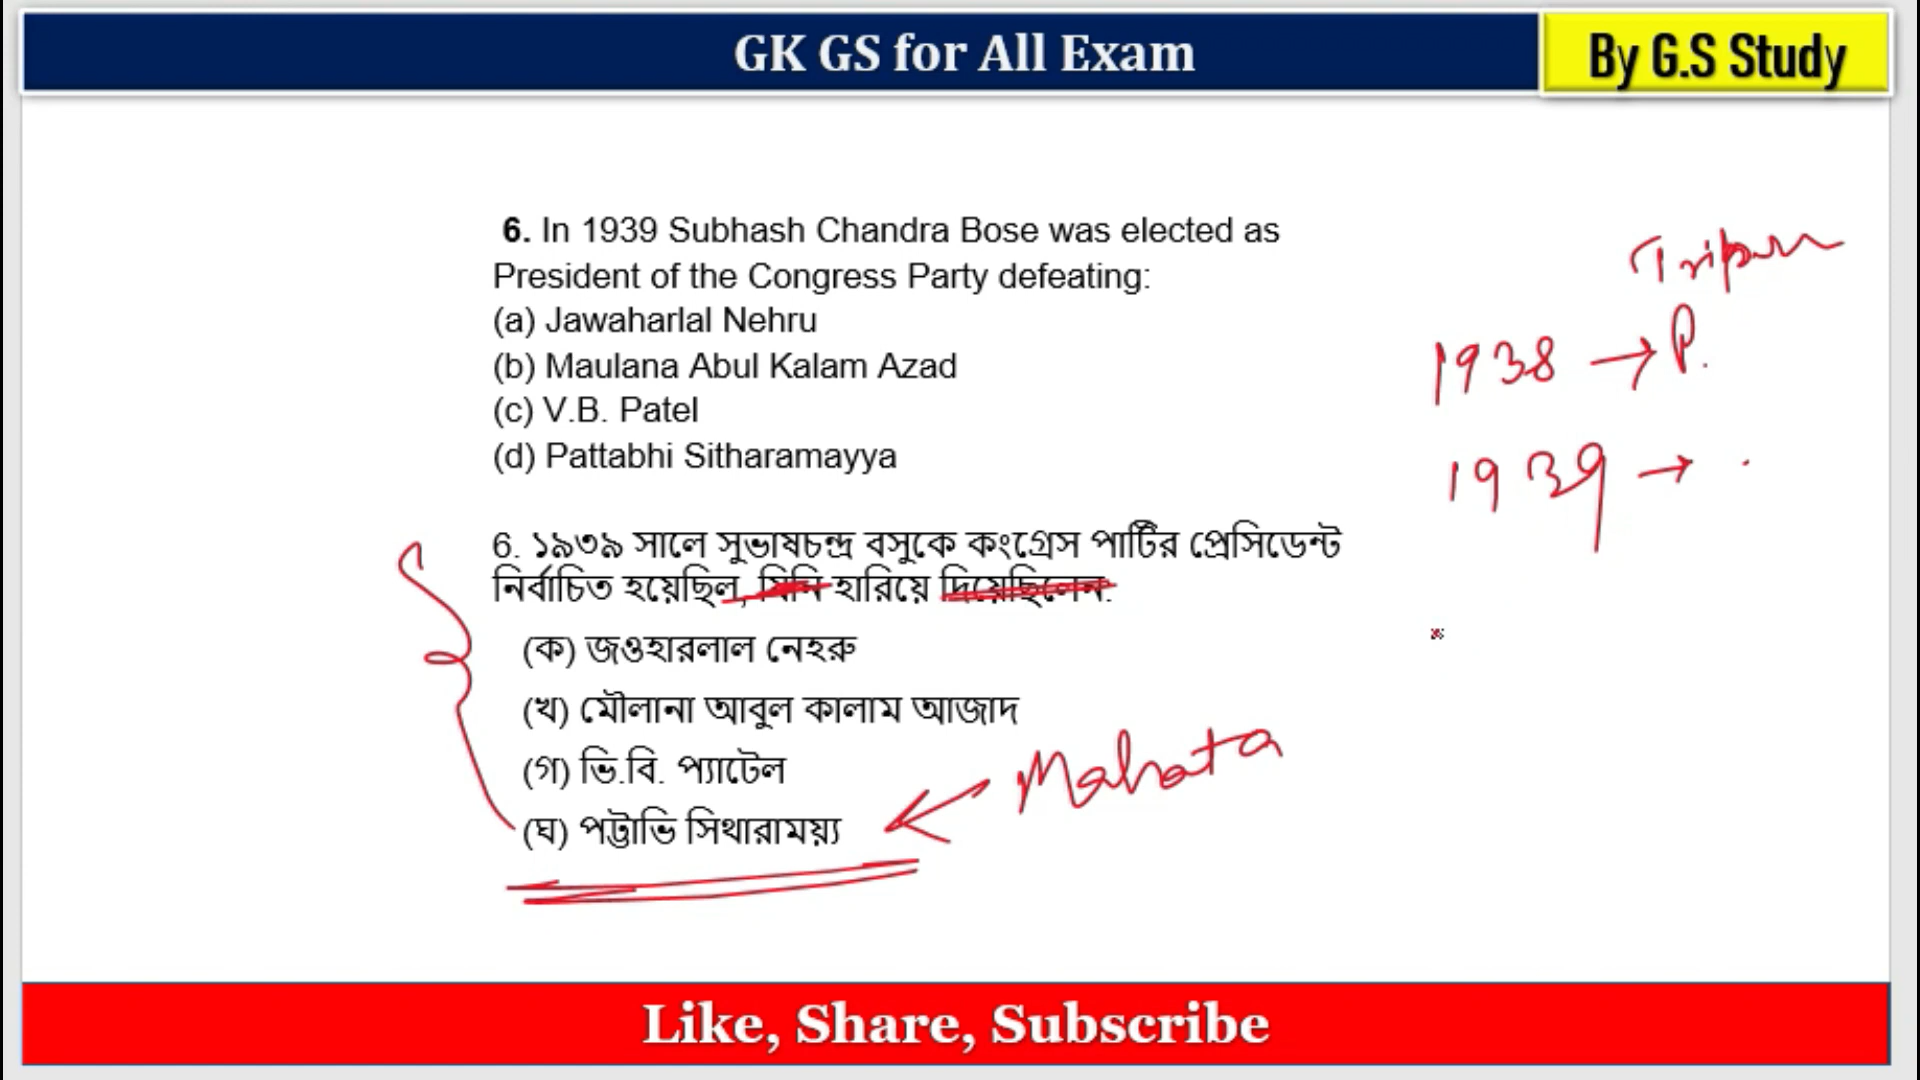 GK GS for All Exam
By G.S Study
6. In 1939 Subhash Chandra Bose was elected as
President of the Congress Party defeating:
(a) Jawaharlal Nehru
(b) Maulana Abul Kalam Azad
(c) V.B. Patel
(d) Pattabhi Sitharamayya
Tripuri
1938 → P.
1939 →
6. ১৯৩৯ সালে সুভাষচন্দ্র বসুকে কংগ্রেস পার্টির প্রেসিডেন্ট
নির্বাচিত হয়েছিল, যিনি হারিয়ে দিয়েছিলেন:
(ক) জওহারলাল নেহরু
(খ) মৌলানা আবুল কালাম আজাদ
(গ) ভি.বি. প্যাটেল
(ঘ) পট্টাভি সিথারাময়্য
Mahata
Like, Share, Subscribe